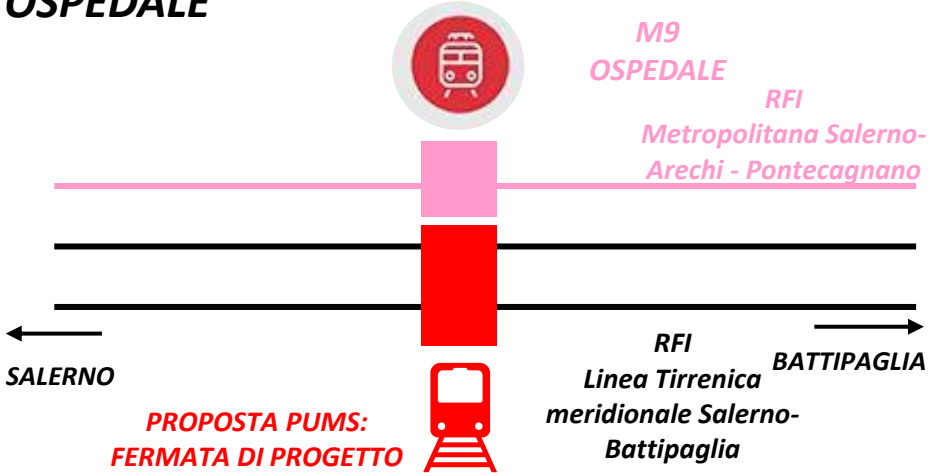 OSPEDALE
M9
OSPEDALE
RFI
Metropolitana Salerno-
Arechi - Pontecagnano
SALERNO
BATTIPAGLIA
RFI
Linea Tirrenica
meridionale Salerno-
Battipaglia
PROPOSTA PUMS:
FERMATA DI PROGETTO